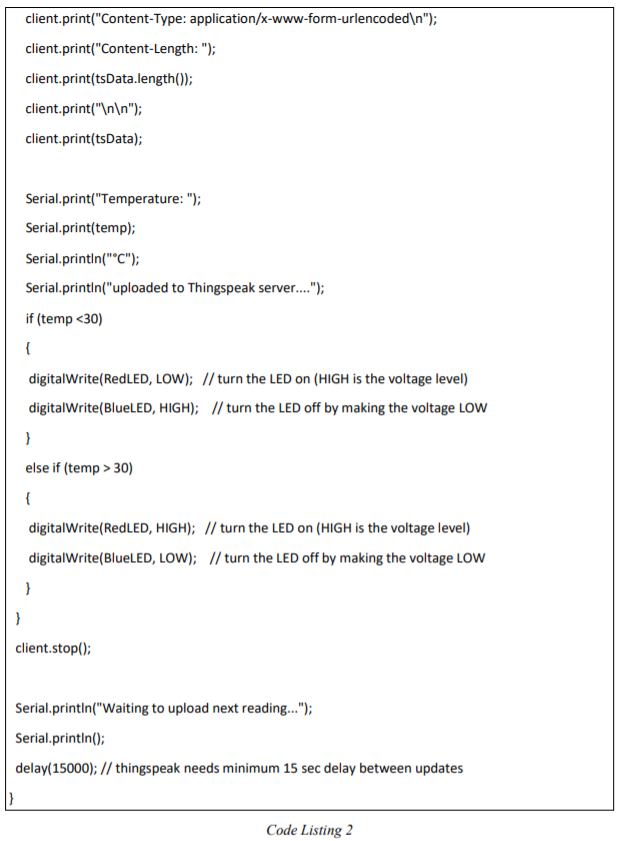 client.print("Content-Type: application/x-www-form-urlencoded\n");
client.print("Content-Length: ");
client.print(tsData.length());
client.print("\n\n");
client.print(tsData);
Serial.print("Temperature: ");
Serial.print(temp);
Serial.println("°C");
Serial.println("uploaded to Thingspeak server....");
if (temp <30)
{
digitalWrite(RedLED, LOW); // turn the LED on (HIGH is the voltage level)
digitalWrite(BlueLED, HIGH); // turn the LED off by making the voltage LOW
}
else if (temp > 30)
{
digitalWrite(RedLED, HIGH); // turn the LED on (HIGH is the voltage level)
digitalWrite(BlueLED, LOW); // turn the LED off by making the voltage LOW
}
}
client.stop();
Serial.println("Waiting to upload next reading...");
Serial.println();
delay(15000); // thingspeak needs minimum 15 sec delay between updates
}
Code Listing 2